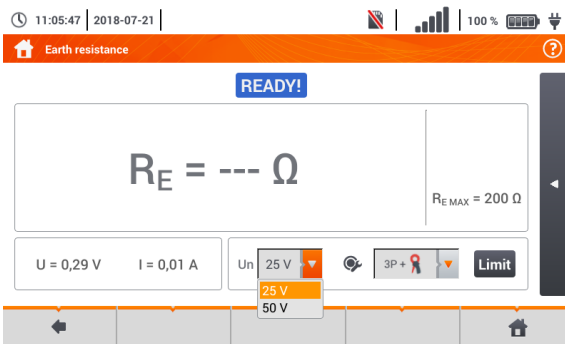 11:05:47 2018-07-21 100 %
Earth resistance ?
READY!
RE = --- Ω
RE MAX = 200 Ω
U = 0,29 V I = 0,01 A Un 25 V 3P + Limit
25 V
50 V